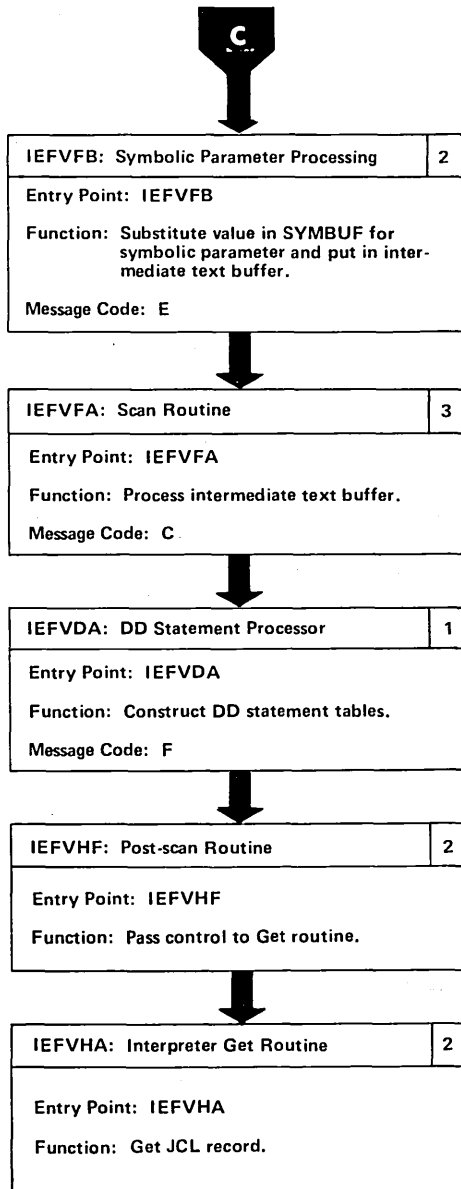 C
IEFVFB: Symbolic Parameter Processing 2
Entry Point: IEFVFB
Function: Substitute value in SYMBUF for
symbolic parameter and put in inter-
mediate text buffer.
Message Code: E
IEFVFA: Scan Routine 3
Entry Point: IEFVFA
Function: Process intermediate text buffer.
Message Code: C
IEFVDA: DD Statement Processor 1
Entry Point: IEFVDA
Function: Construct DD statement tables.
Message Code: F
IEFVHF: Post-scan Routine 2
Entry Point: IEFVHF
Function: Pass control to Get routine.
IEFVHA: Interpreter Get Routine 2
Entry Point: IEFVHA
Function: Get JCL record.